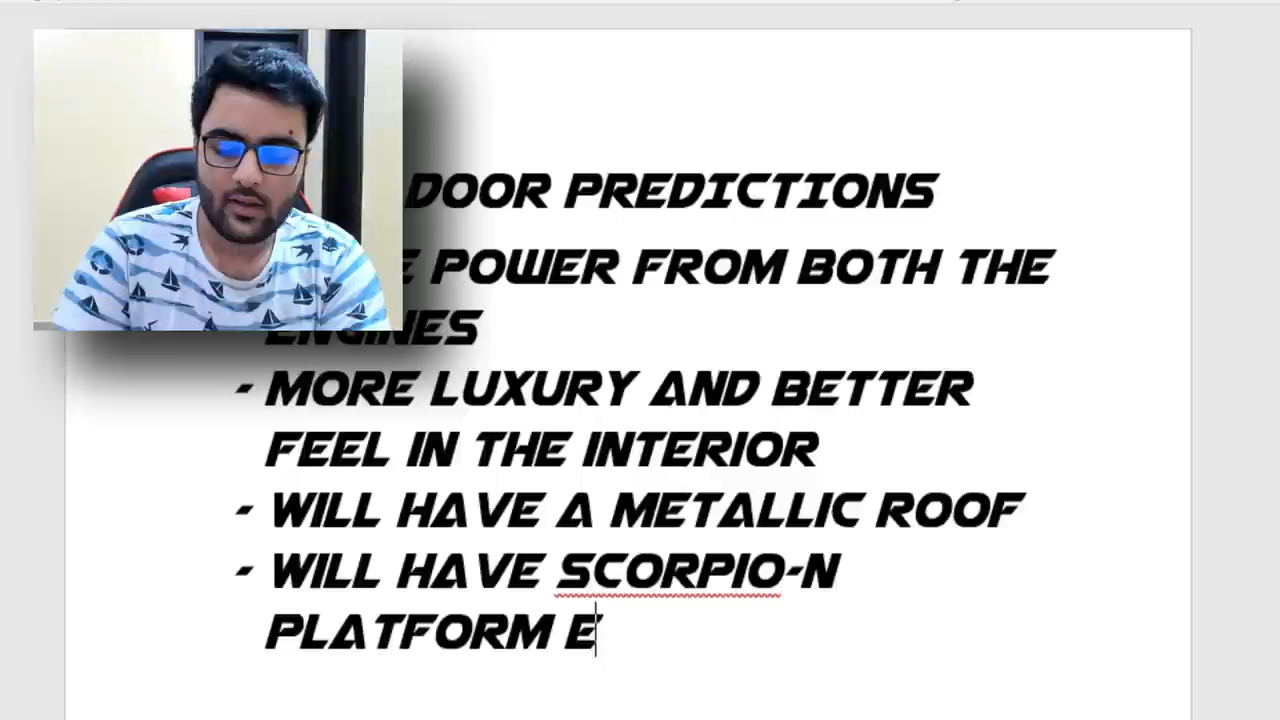 DOOR PREDICTIONS
POWER FROM BOTH THE
ENGINES
- MORE LUXURY AND BETTER
FEEL IN THE INTERIOR
- WILL HAVE A METALLIC ROOF
- WILL HAVE SCORPIO-N
PLATFORM E